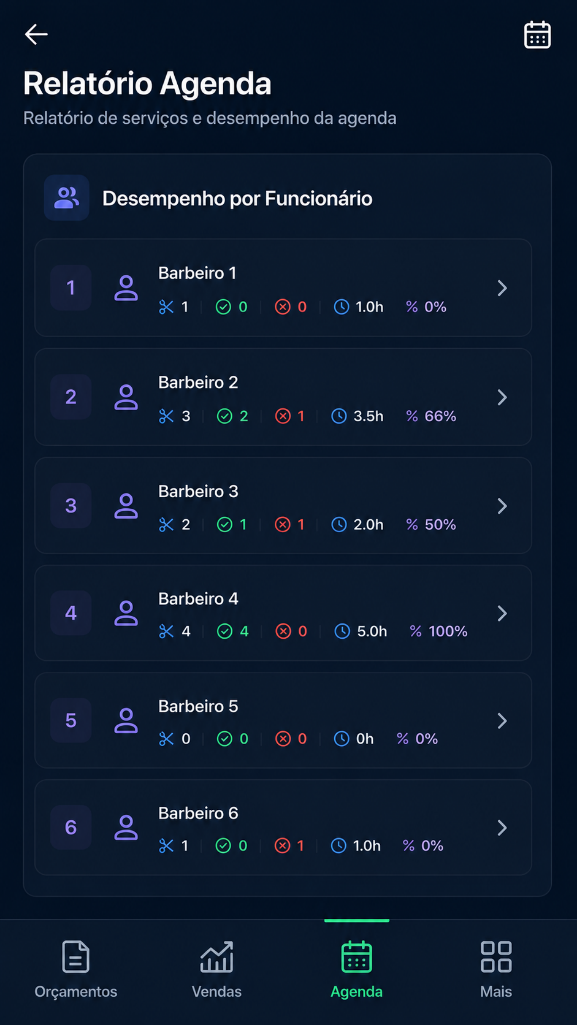 Relatório Agenda
Relatório de serviços e desempenho da agenda
Desempenho por Funcionário
1
Barbeiro 1
1 0 0 1.0h % 0%
2
Barbeiro 2
3 2 1 3.5h % 66%
3
Barbeiro 3
2 1 1 2.0h % 50%
4
Barbeiro 4
4 4 0 5.0h % 100%
5
Barbeiro 5
0 0 0 0h % 0%
6
Barbeiro 6
1 0 1 1.0h % 0%
Orçamentos Vendas Agenda Mais